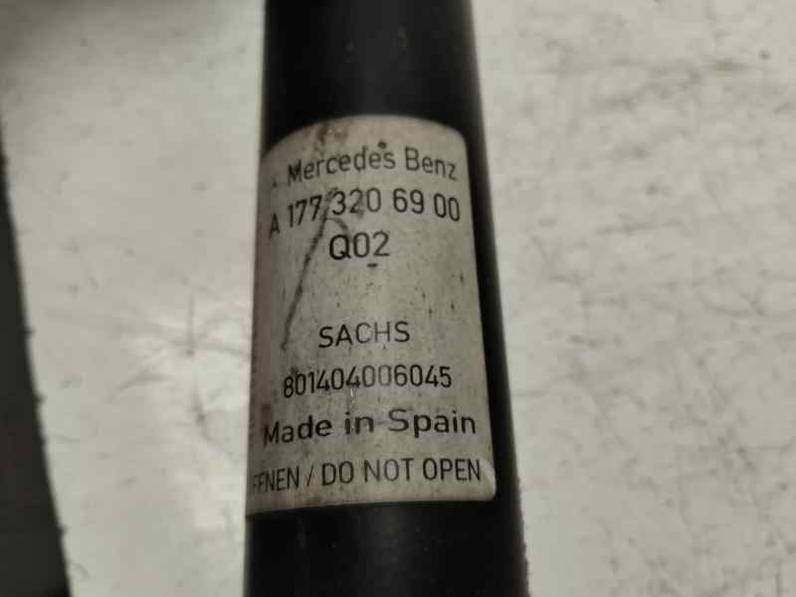 Mercedes Benz
A 177 320 69 00
Q02
SACHS
801404006045
Made in Spain
FFNEN / DO NOT OPEN